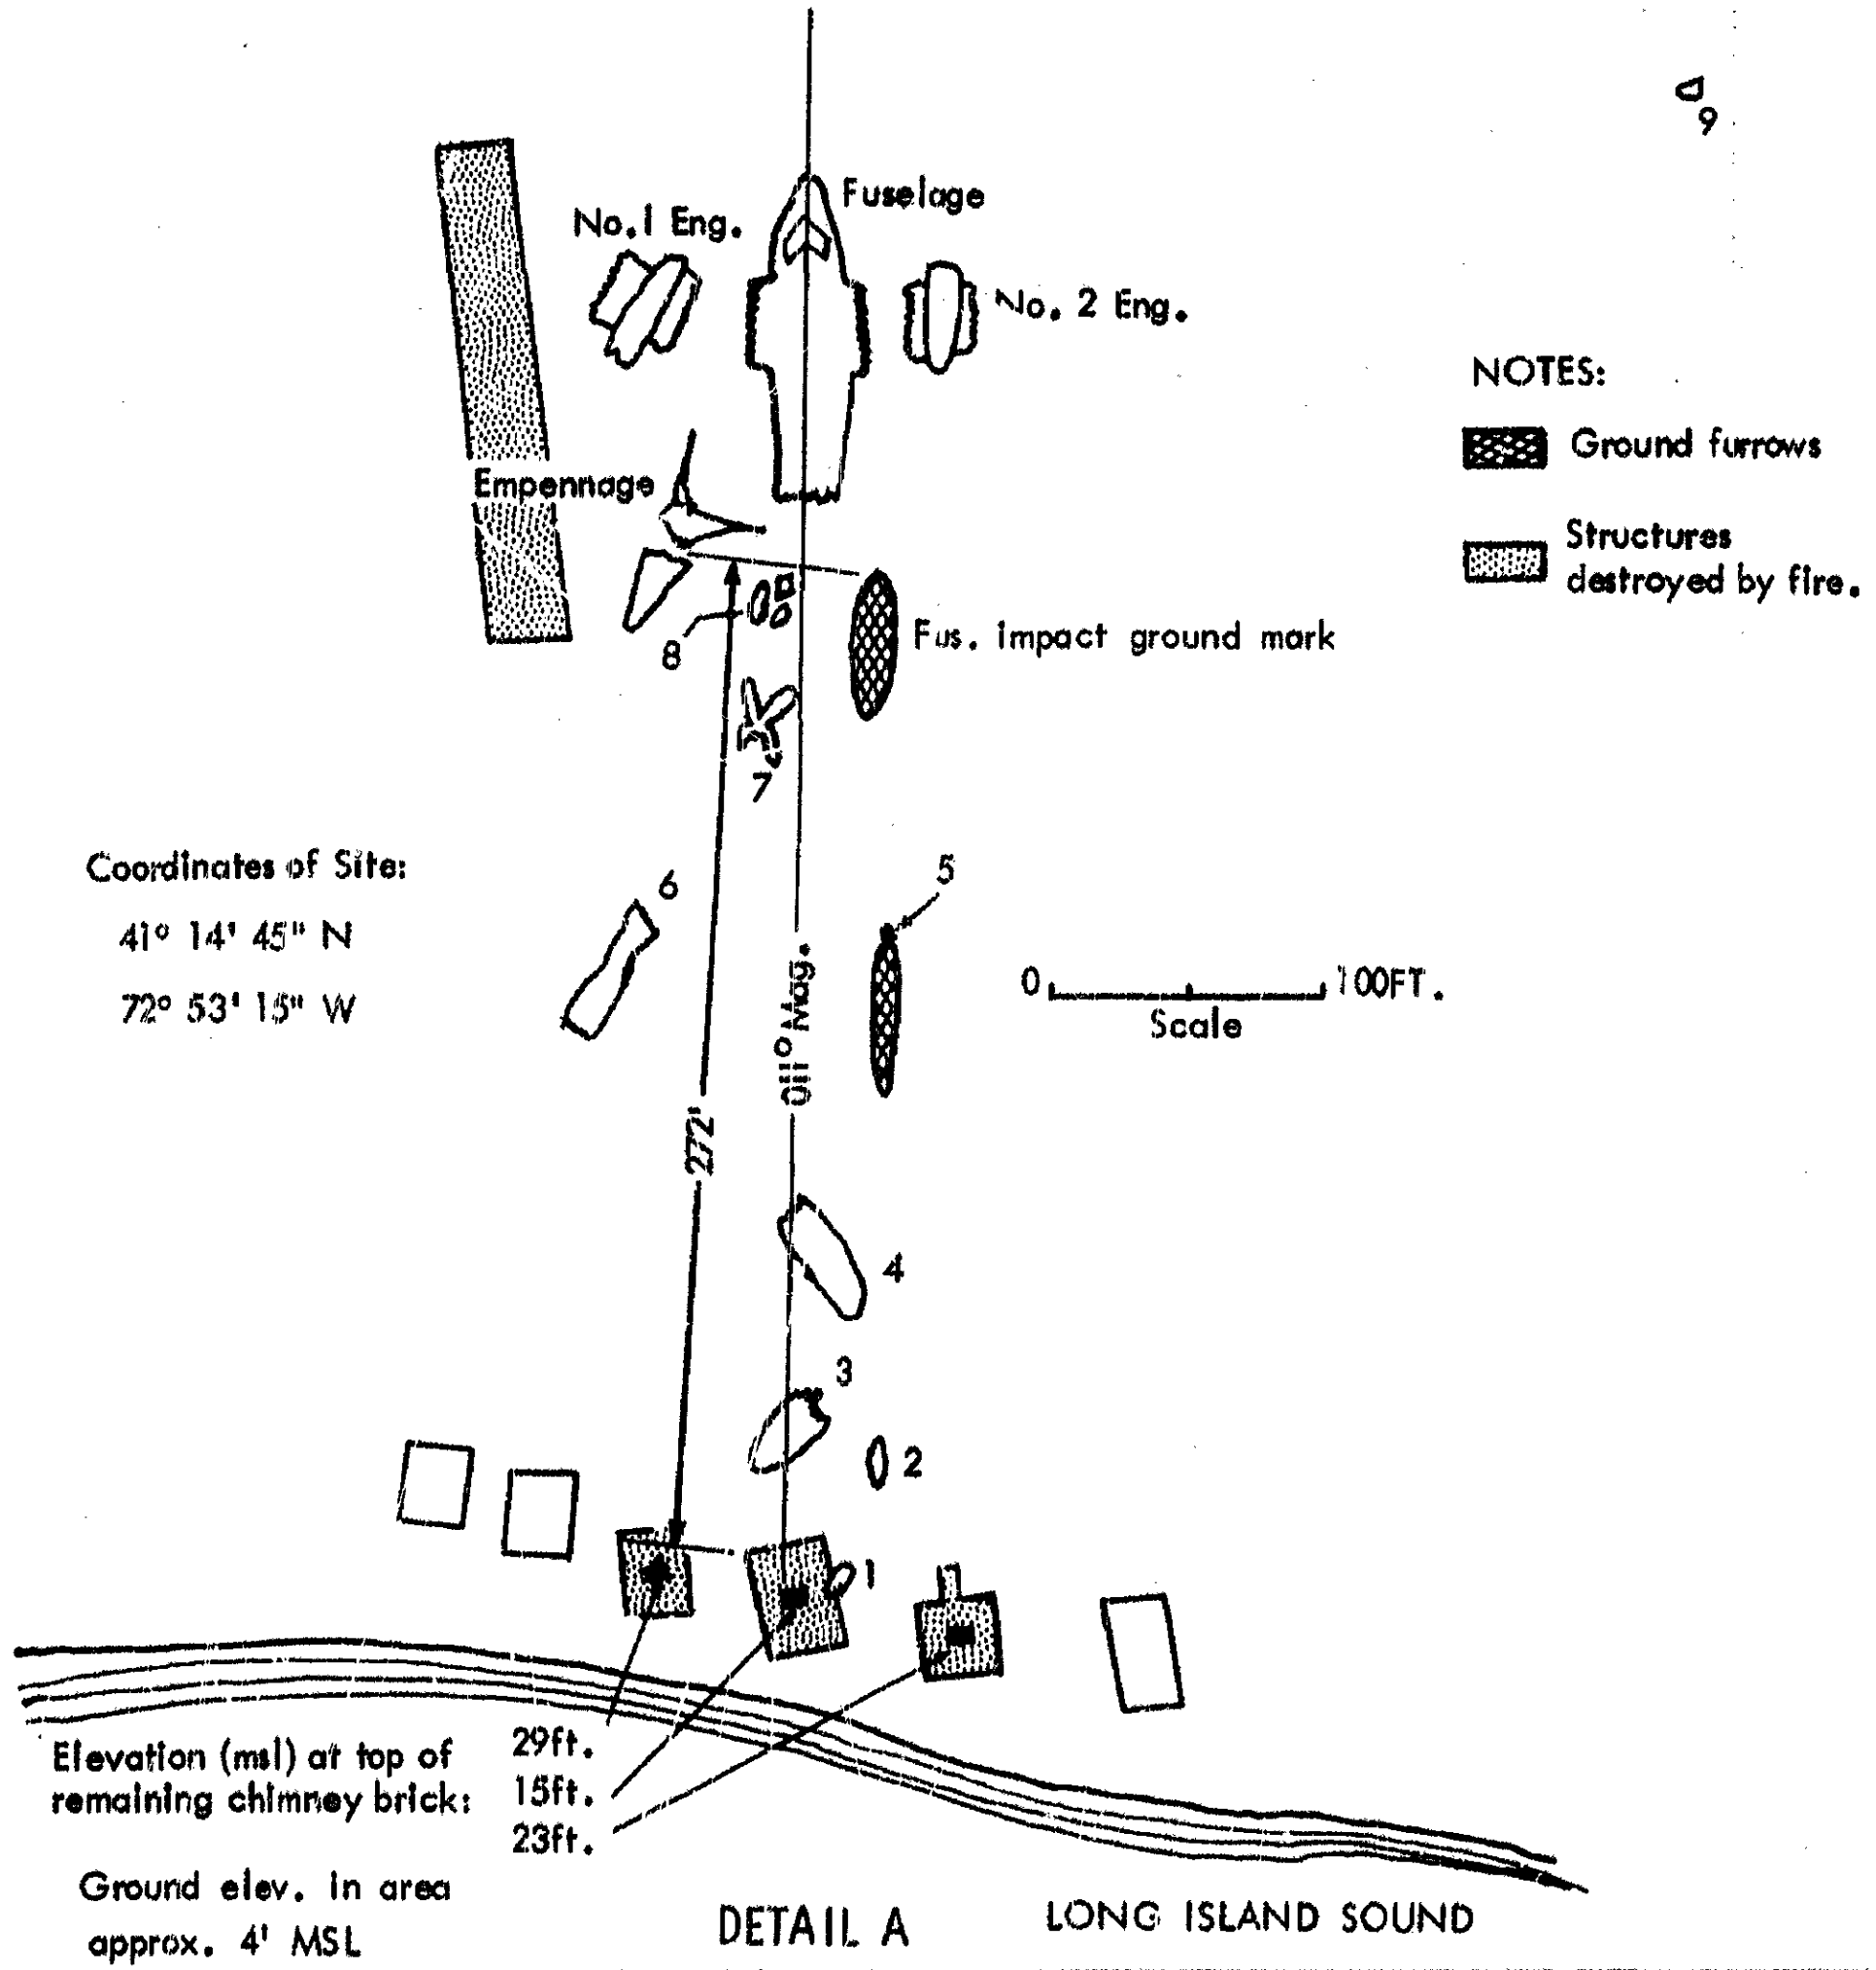 9
Fuselage
No.1 Eng.
No. 2 Eng.
NOTES:
Ground furrows
Empennage
Structures
destroyed by fire.
8
Fus. Impact ground mark
7
Coordinates of Site:
41° 14' 45" N
72° 53' 15" W
6
5
011° Mag.
0
100FT.
Scale
272'
4
3
2
1
Elevation (msl) at top of
remaining chimney brick:
29ft.
15ft.
23ft.
Ground elev. in area
approx. 4' MSL
DETAIL A
LONG ISLAND SOUND